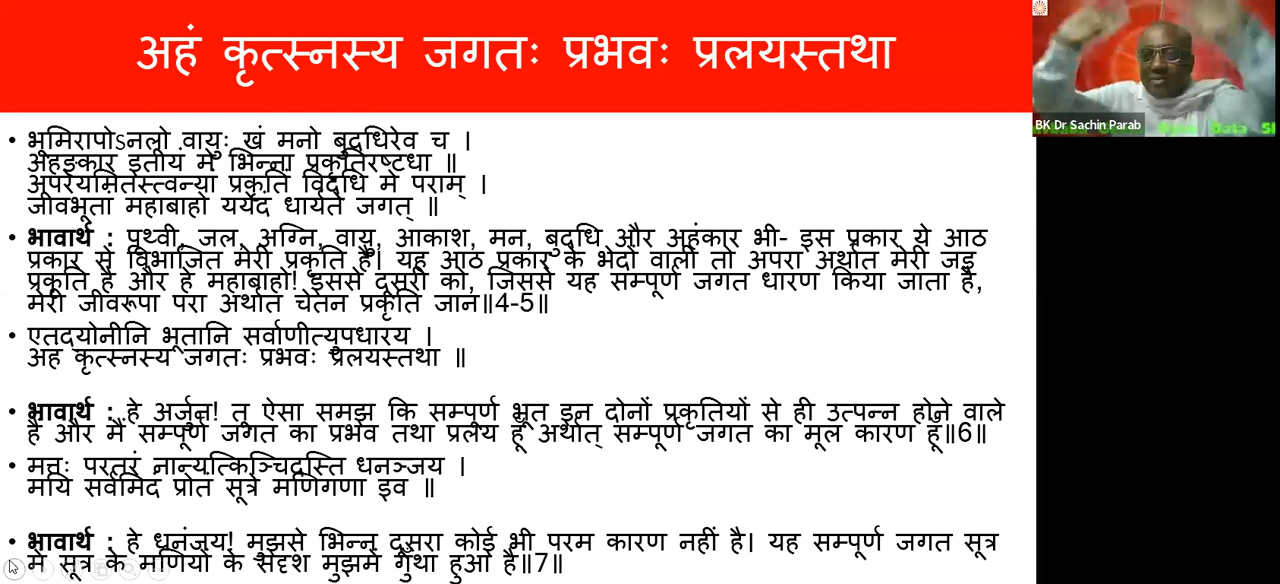 अहं कृत्स्नस्य जगतः प्रभवः प्रलयस्तथा
BK Dr Sachin Parab
• भूमिरापोऽनलो वायुः खं मनो बुद्धिरेव च ।
अहङ्कार इतीयं मे भिन्ना प्रकृतिरष्टधा ॥
अपरेयमितस्त्वन्यां प्रकृतिं विद्धि मे पराम् ।
जीवभूतां महाबाहो ययेदं धार्यते जगत् ॥
• भावार्थ : पृथ्वी, जल, अग्नि, वायु, आकाश, मन, बुद्धि और अहंकार भी- इस प्रकार ये आठ
प्रकार से विभाजित मेरी प्रकृति है। यह आठ प्रकार के भेदों वाली तो अपरा अर्थात मेरी जड़
प्रकृति है और हे महाबाहो! इससे दूसरी को, जिससे यह सम्पूर्ण जगत धारण किया जाता है,
मेरी जीवरूपा परा अर्थात चेतन प्रकृति जान॥4-5॥
• एतद्योनीनि भूतानि सर्वाणीत्युपधारय ।
अहं कृत्स्नस्य जगतः प्रभवः प्रलयस्तथा ॥
• भावार्थ : हे अर्जुन! तू ऐसा समझ कि सम्पूर्ण भूत इन दोनों प्रकृतियों से ही उत्पन्न होने वाले
हैं और मैं सम्पूर्ण जगत का प्रभव तथा प्रलय हूँ अर्थात् सम्पूर्ण जगत का मूल कारण हूँ॥6॥
• मत्तः परतरं नान्यत्किञ्चिदस्ति धनञ्जय ।
मयि सर्वमिदं प्रोतं सूत्रे मणिगणा इव ॥
• भावार्थ : हे धनंजय! मुझसे भिन्न दूसरा कोई भी परम कारण नहीं है। यह सम्पूर्ण जगत सूत्र
में सूत्र के मणियों के सदृश मुझमें गुँथा हुआ है॥7॥